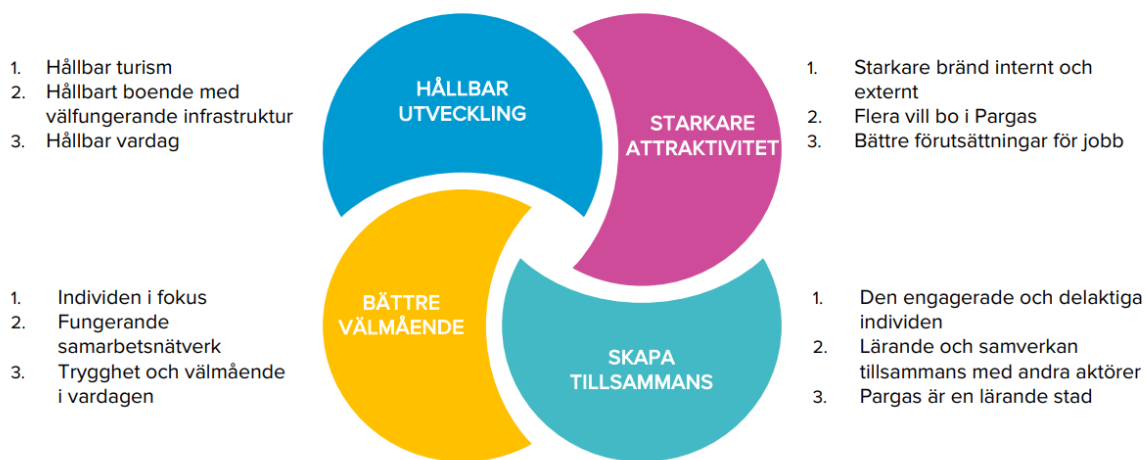 1. Hållbar turism
2. Hållbart boende med
välfungerande infrastruktur
3. Hållbar vardag
HÅLLBAR
UTVECKLING
STARKARE
ATTRAKTIVITET
1. Starkare bränd internt och
externt
2. Flera vill bo i Pargas
3. Bättre förutsättningar för jobb
1. Individen i fokus
2. Fungerande
samarbetsnätverk
3. Trygghet och välmående
i vardagen
BÄTTRE
VÄLMÅENDE
SKAPA
TILLSAMMANS
1. Den engagerade och delaktiga
individen
2. Lärande och samverkan
tillsammans med andra aktörer
3. Pargas är en lärande stad